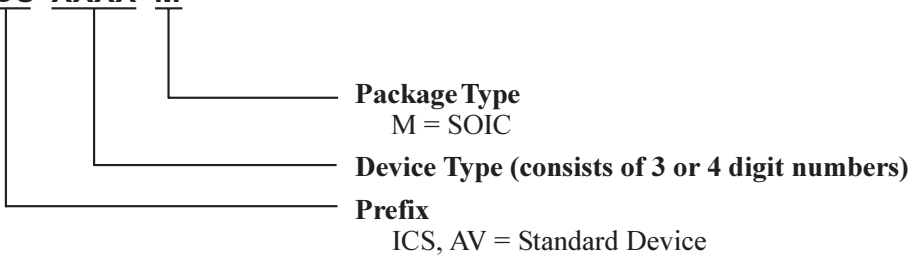 Package Type
M = SOIC
Device Type (consists of 3 or 4 digit numbers)
Prefix
ICS, AV = Standard Device